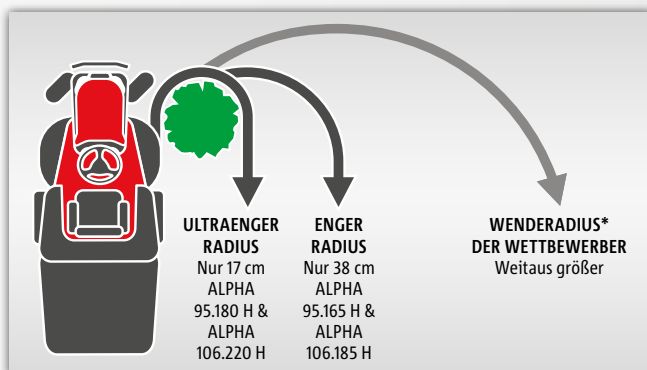 ULTRAENGER
RADIUS
Nur 17 cm
ALPHA
95.180 H &
ALPHA
106.220 H
ENGER
RADIUS
Nur 38 cm
ALPHA
95.165 H &
ALPHA
106.185 H
WENDERADIUS*
DER WETTBEWERBER
Weitaus größer